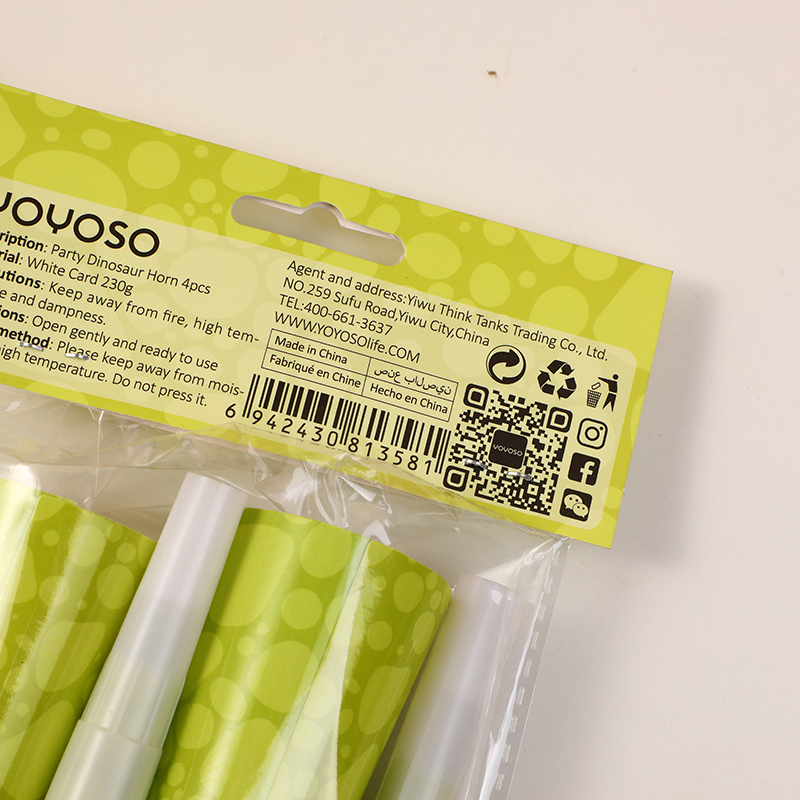 YOYOSO
ription: Party Dinosaur Horn 4pcs
rial: White Card 230g
utions: Keep away from fire, high tem-
e and dampness.
ions: Open gently and ready to use
method: Please keep away from mois-
high temperature. Do not press it.
Agent and address:Yiwu Think Tanks Trading Co., Ltd.
NO.259 Sufu Road,Yiwu City,China
TEL:400-661-3637
WWW.YOYOSOlife.COM
Made in China
صنع بالصين
Fabriqué en Chine
Hecho en China
6 942430 813581
YOYOSO